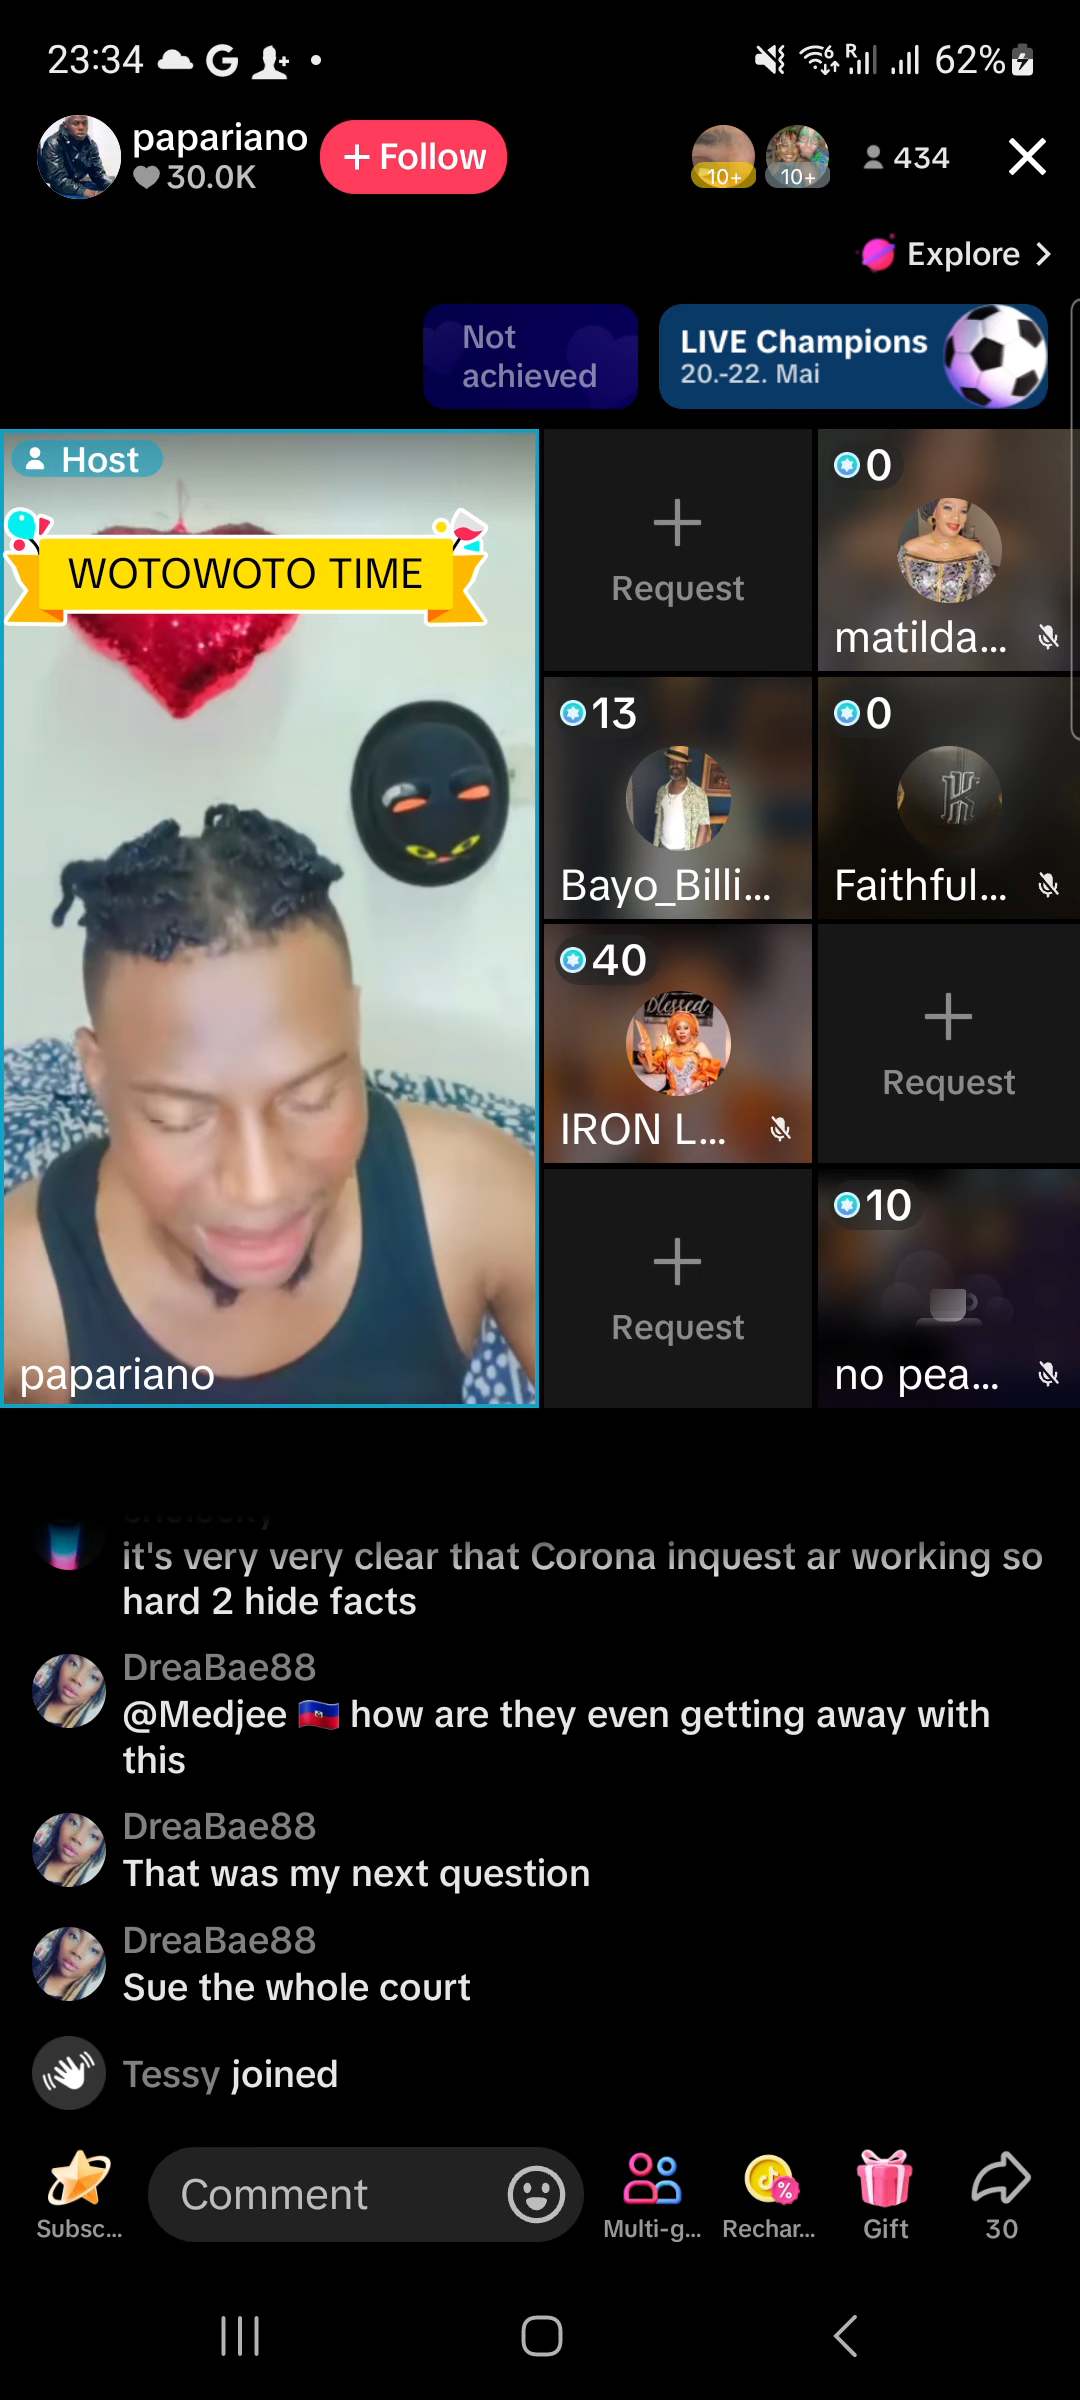 23:34
R
62%
papariano
30.0K
+ Follow
10+
10+
434
Explore
Not
achieved
LIVE Champions
20.-22. Mai
Host
WOTOWOTO TIME
papariano
Request
0
matilda...
13
Bayo_Billi...
0
K
Faithful...
40
Blessed
IRON L...
Request
Request
10
no pea...
it's very very clear that Corona inquest ar working so
hard 2 hide facts
DreaBae88
@Medjee 🇭🇹 how are they even getting away with
this
DreaBae88
That was my next question
DreaBae88
Sue the whole court
Tessy joined
Comment
Subsc...
Multi-g...
Rechar...
Gift
30